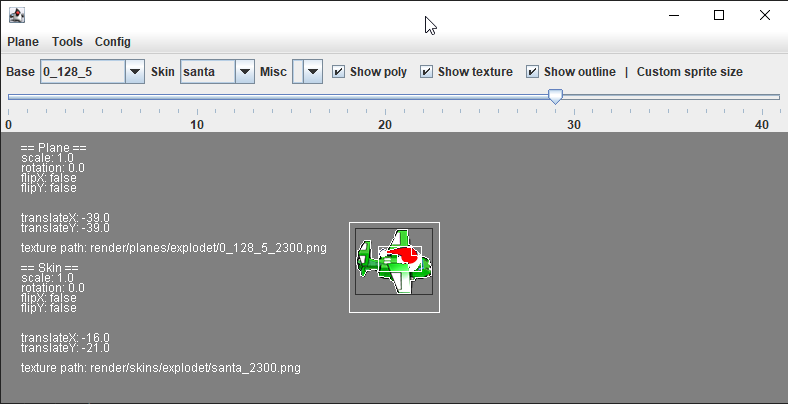 Plane Tools Config
Base 0_128_5 Skin santa Misc Show poly Show texture Show outline | Custom sprite size
0 10 20 30 40
== Plane ==
scale: 1.0
rotation: 0.0
flipX: false
flipY: false
translateX: -39.0
translateY: -39.0
texture path: render/planes/explodet/0_128_5_2300.png
== Skin ==
scale: 1.0
rotation: 0.0
flipX: false
flipY: false
translateX: -16.0
translateY: -21.0
texture path: render/skins/explodet/santa_2300.png